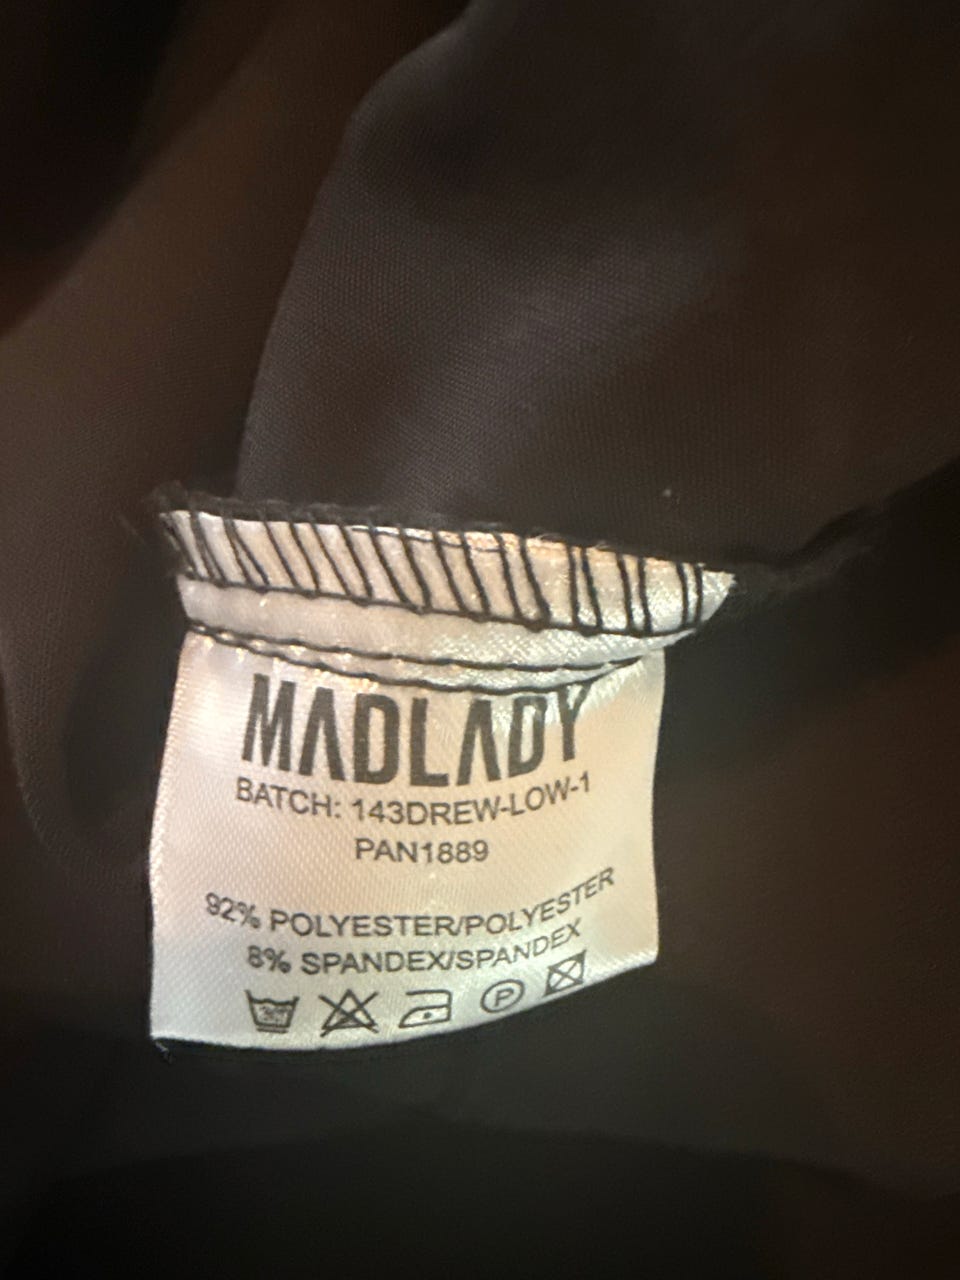 MADLADY
BATCH: 143DREW-LOW-1
PAN1889
92% POLYESTER/POLYESTER
8% SPANDEX/SPANDEX
P